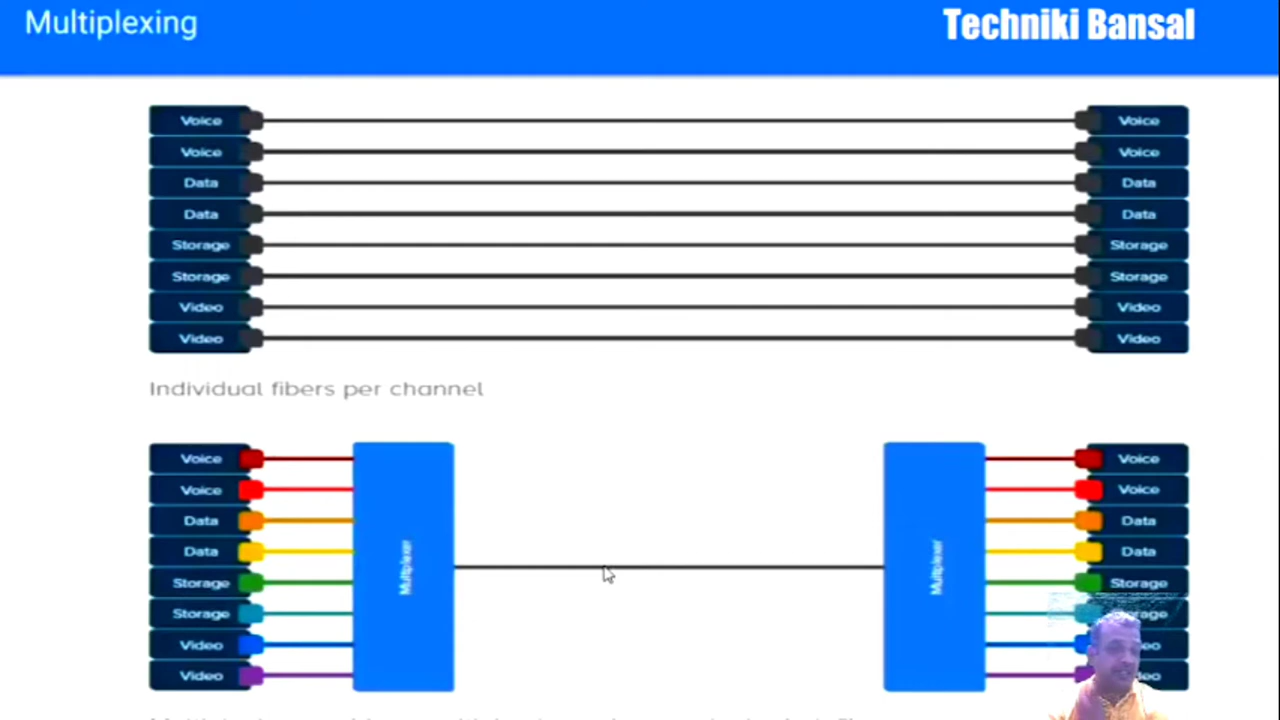 Multiplexing
Techniki Bansal
Voice Voice
Voice Voice
Data Data
Data Data
Storage Storage
Storage Storage
Video Video
Video Video
Individual fibers per channel
Voice Voice
Voice Voice
Data Data
Data Data
Multiplexer Multiplexer
Storage Storage
Storage
Video
Video